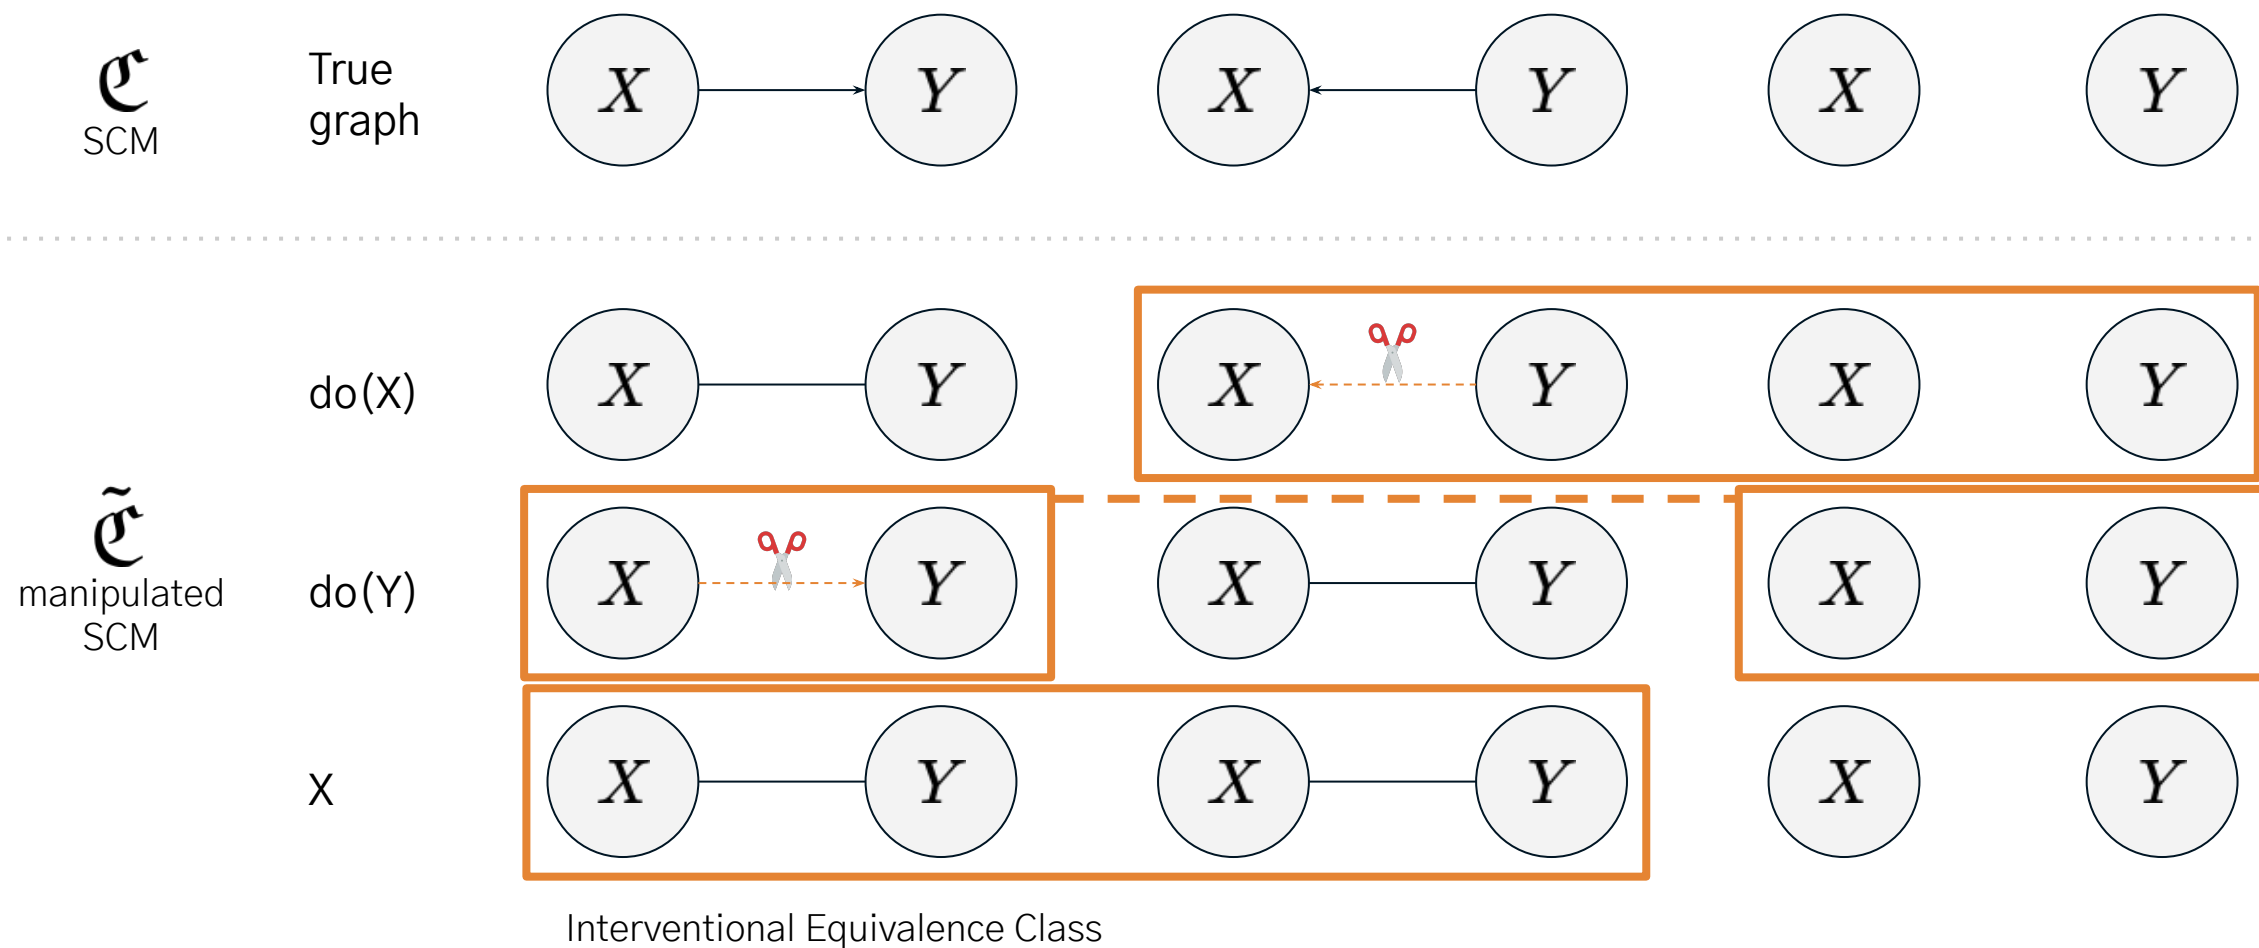 ℭ
SCM
True
graph
X Y X Y X Y
do(X)
X Y X Y X Y
ℭ̃
manipulated
SCM
do(Y)
X Y X Y X Y
X
X Y X Y X Y
Interventional Equivalence Class